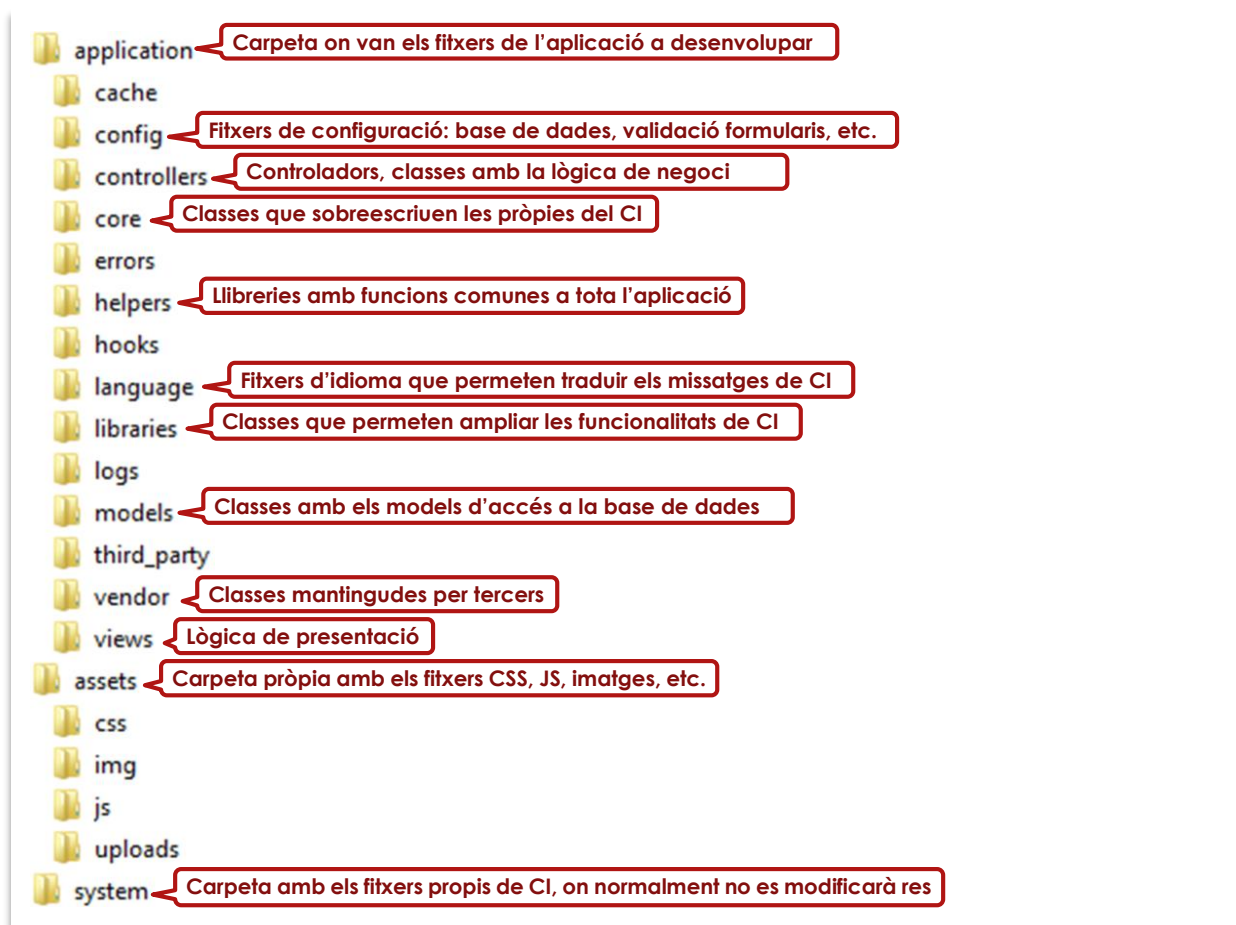 application Carpeta on van els fitxers de l’aplicació a desenvolupar
cache
config Fitxers de configuració: base de dades, validació formularis, etc.
controllers Controladors, classes amb la lògica de negoci
core Classes que sobreescriuen les pròpies del CI
errors
helpers Llibreries amb funcions comunes a tota l’aplicació
hooks
language Fitxers d’idioma que permeten traduir els missatges de CI
libraries Classes que permeten ampliar les funcionalitats de CI
logs
models Classes amb els models d’accés a la base de dades
third_party
vendor Classes mantingudes per tercers
views Lògica de presentació
assets Carpeta pròpia amb els fitxers CSS, JS, imatges, etc.
css
img
js
uploads
system Carpeta amb els fitxers propis de CI, on normalment no es modificarà res